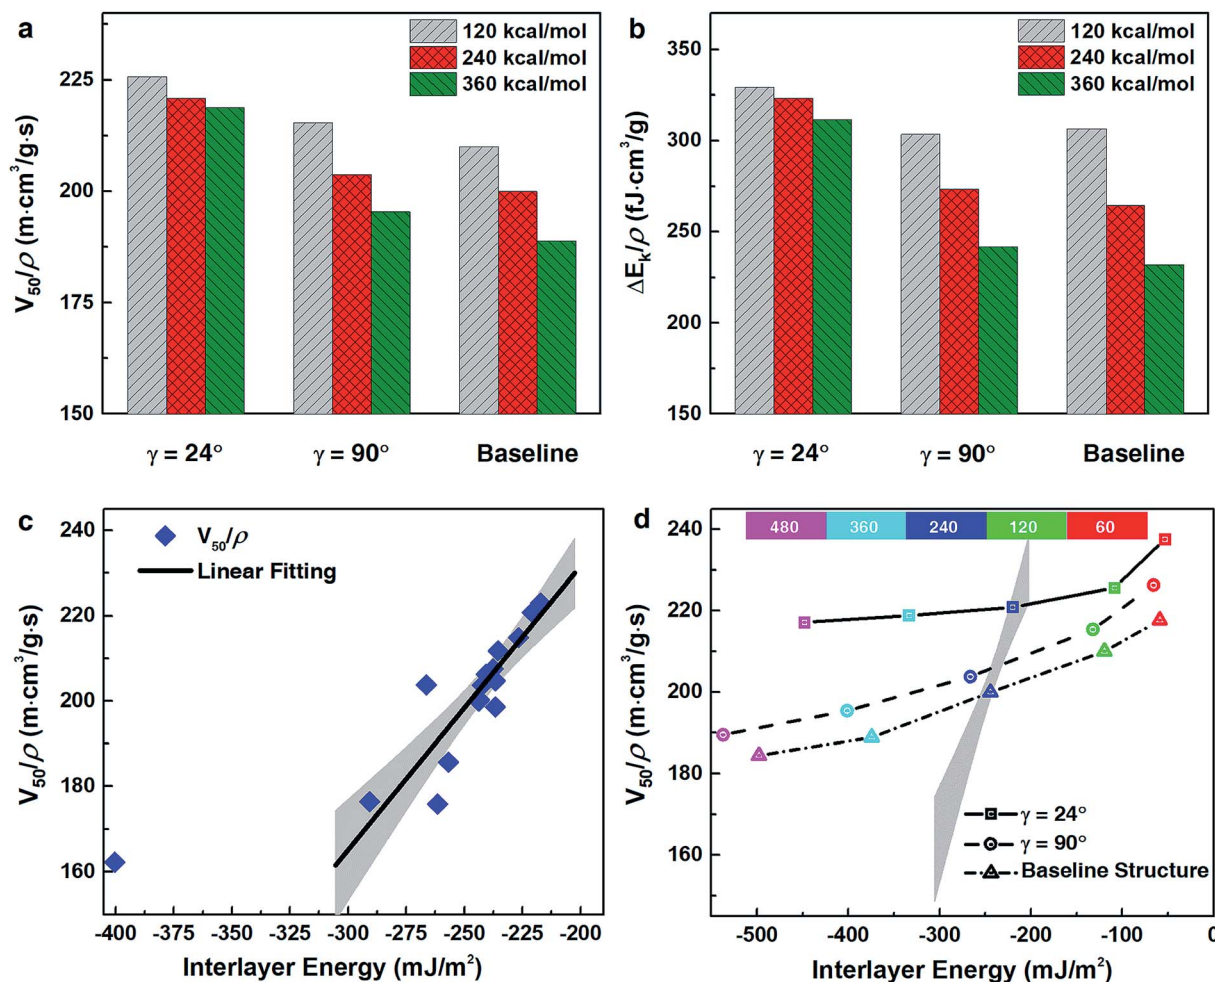 a
120 kcal/mol
240 kcal/mol
360 kcal/mol
225
200
175
150
V₅₀/ρ (m·cm³/g·s)
γ = 24° γ = 90° Baseline
b
120 kcal/mol
240 kcal/mol
360 kcal/mol
350
300
250
200
150
ΔEₖ/ρ (fJ·cm³/g)
γ = 24° γ = 90° Baseline
c
V₅₀/ρ
Linear Fitting
240
220
200
180
160
V₅₀/ρ (m·cm³/g·s)
-400 -375 -350 -325 -300 -275 -250 -225 -200
Interlayer Energy (mJ/m²)
d
480 360 240 120 60
240
220
200
180
160
V₅₀/ρ (m·cm³/g·s)
γ = 24°
γ = 90°
Baseline Structure
-500 -400 -300 -200 -100 0
Interlayer Energy (mJ/m²)